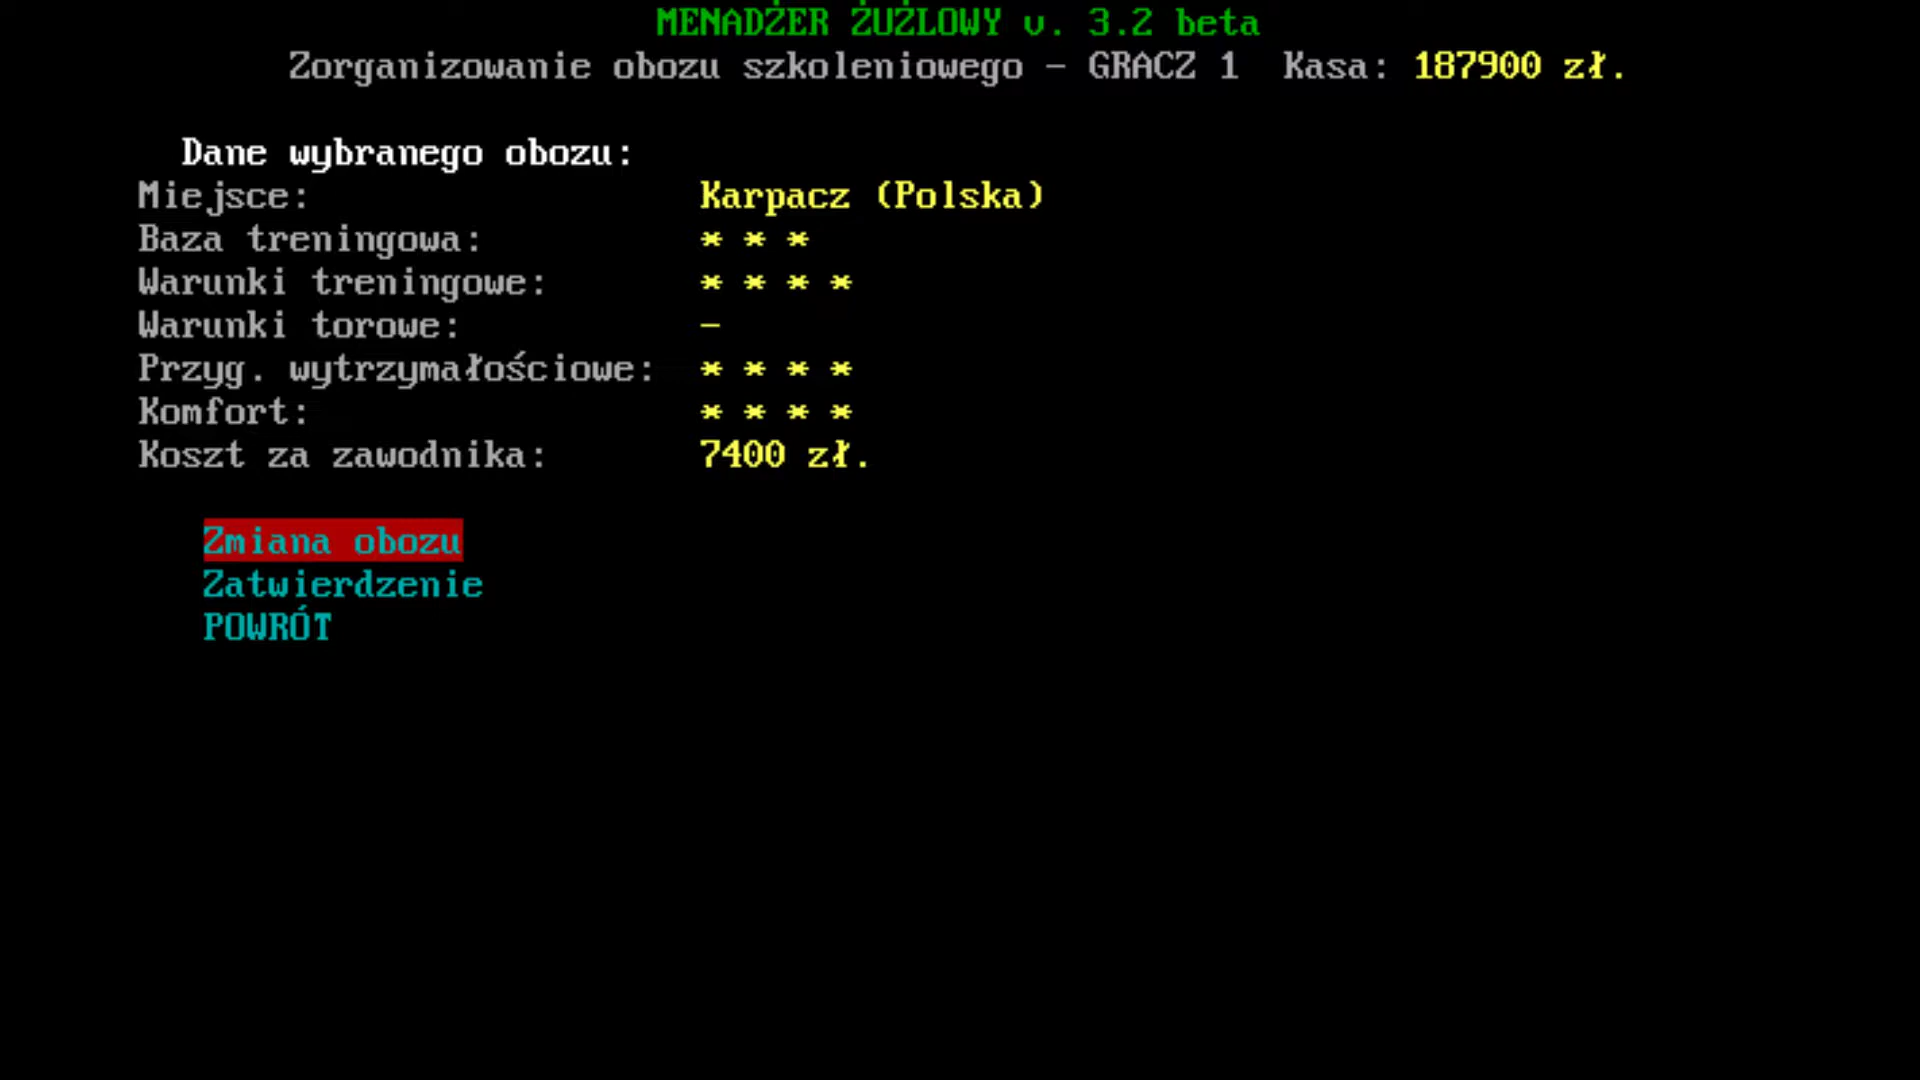 MENADŻER ŻUŻLOWY v. 3.2 beta
Zorganizowanie obozu szkoleniowego - GRACZ 1 Kasa: 187900 zł.
Dane wybranego obozu:
Miejsce: Karpacz (Polska)
Baza treningowa: * * *
Warunki treningowe: * * * *
Warunki torowe: -
Przyg. wytrzymałościowe: * * * *
Komfort: * * * *
Koszt za zawodnika: 7400 zł.
Zmiana obozu
Zatwierdzenie
POWRÓT